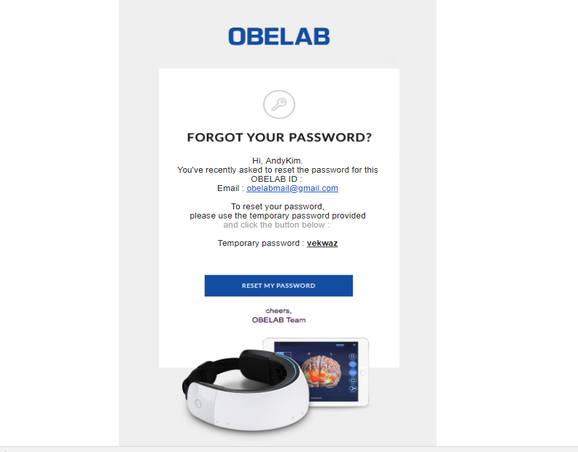 OBELAB
FORGOT YOUR PASSWORD?
Hi, AndyKim.
You've recently asked to reset the password for this
OBELAB ID :
Email : obelabmail@gmail.com
To reset your password,
please use the temporary password provided
and click the button below :
Temporary password : vekwaz
RESET MY PASSWORD
cheers,
OBELAB Team